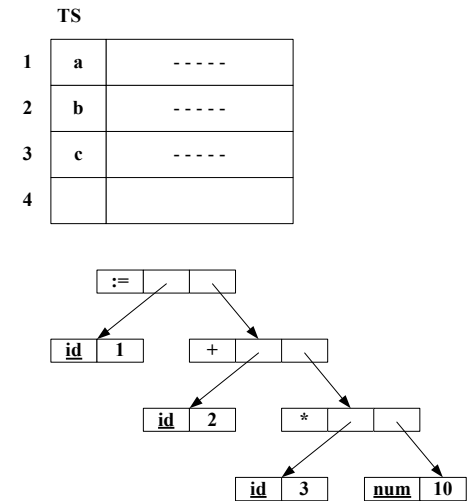 TS
1 a - - - - -
2 b - - - - -
3 c - - - - -
4
:=
id 1 +
id 2 *
id 3 num 10